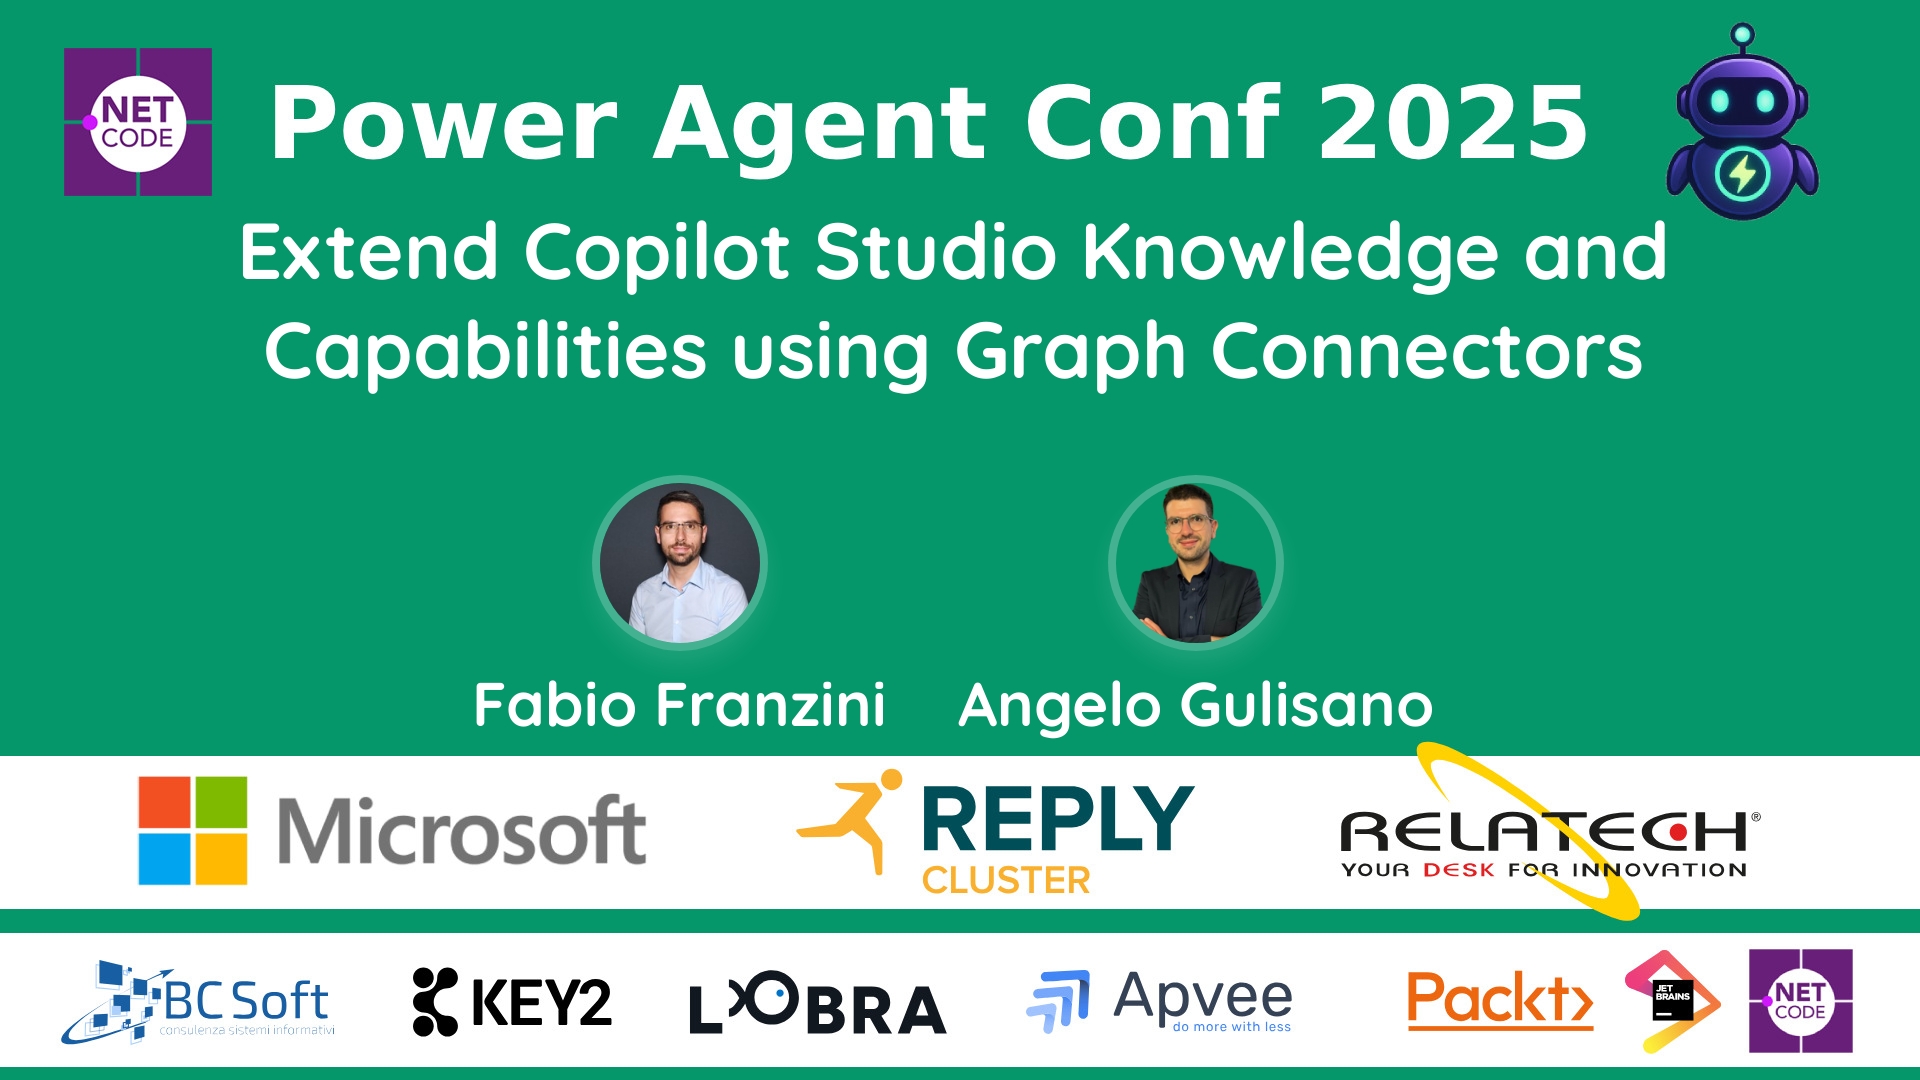 NET
CODE
Power Agent Conf 2025
Extend Copilot Studio Knowledge and
Capabilities using Graph Connectors
Fabio Franzini
Angelo Gulisano
Microsoft
REPLY
CLUSTER
RELATECH®
YOUR DESK FOR INNOVATION
BC Soft
consulenza sistemi informativi
KEY2
LOBRA
Apvee
do more with less
Packt>
JET
BRAINS
NET
CODE